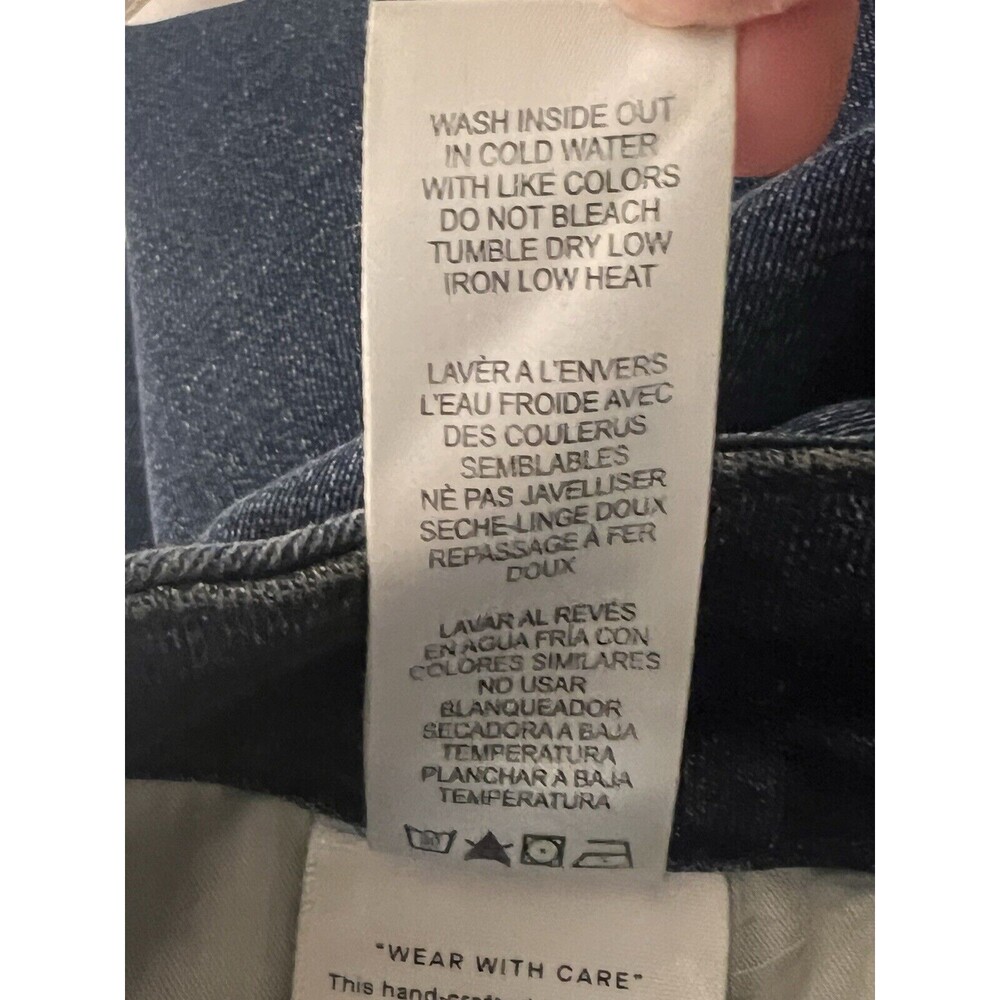 WASH INSIDE OUT
IN COLD WATER
WITH LIKE COLORS
DO NOT BLEACH
TUMBLE DRY LOW
IRON LOW HEAT
LAVÈR A L'ENVERS
L'EAU FROIDE AVEC
DES COULERUS
SEMBLABLES
NÈ PAS JAVELLISER
SECHE-LINGE DOUX
REPASSAGE À FER
DOUX
LAVAR AL REVÉS
EN AGUA FRÍA CON
COLORES SIMILARES
NO USAR
BLANQUEADOR
SECADORA A BAJA
TEMPERATURA
PLANCHAR A BAJA
TEMPERATURA
"WEAR WITH CARE"
This